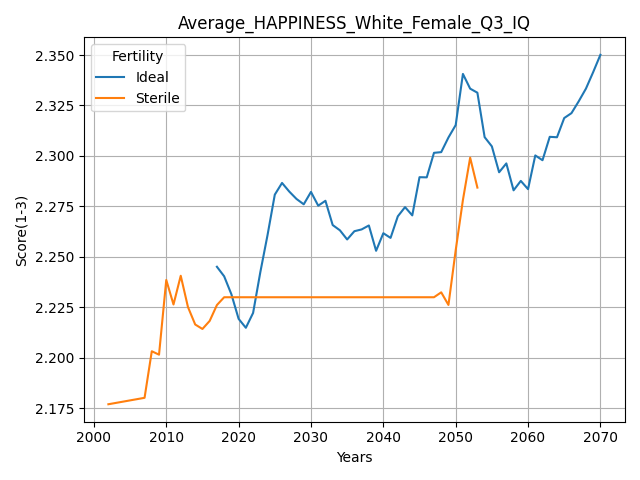 Average_HAPPINESS_White_Female_Q3_IQ
Fertility
Ideal
Sterile
Score(1-3)
2.350
2.325
2.300
2.275
2.250
2.225
2.200
2.175
2000 2010 2020 2030 2040 2050 2060 2070
Years